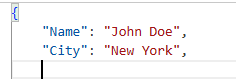 {
"Name": "John Doe",
"City": "New York",